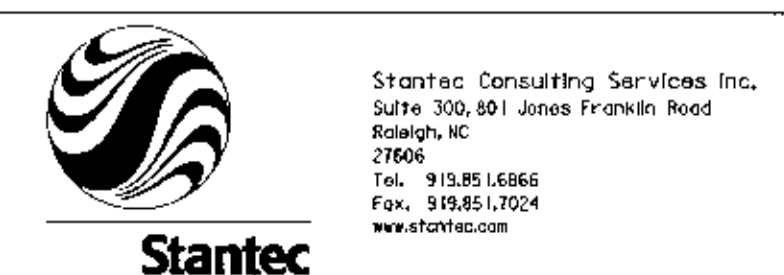 Stantec Consulting Services Inc.
Suite 300, 801 Jones Franklin Road
Raleigh, NC
27606
Tel. 919.851.6866
Fax. 919.851.7024
www.stantec.com
Stantec